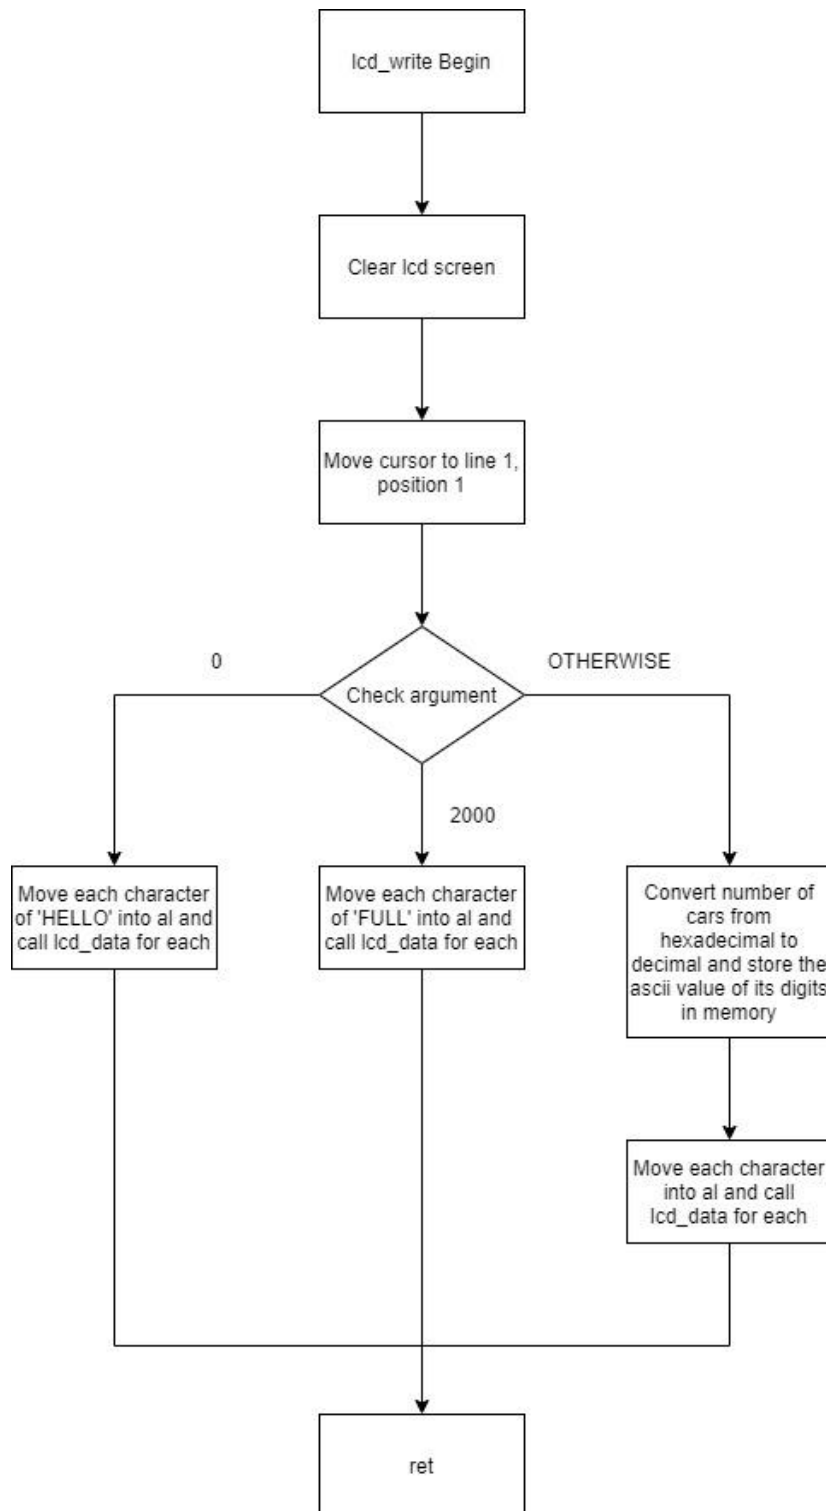 lcd_write Begin
Clear lcd screen
Move cursor to line 1,
position 1
0
OTHERWISE
Check argument
2000
Move each character
of 'HELLO' into al and
call lcd_data for each
Move each character
of 'FULL' into al and
call lcd_data for each
Convert number of
cars from
hexadecimal to
decimal and store the
ascii value of its digits
in memory
Move each character
into al and call
lcd_data for each
ret